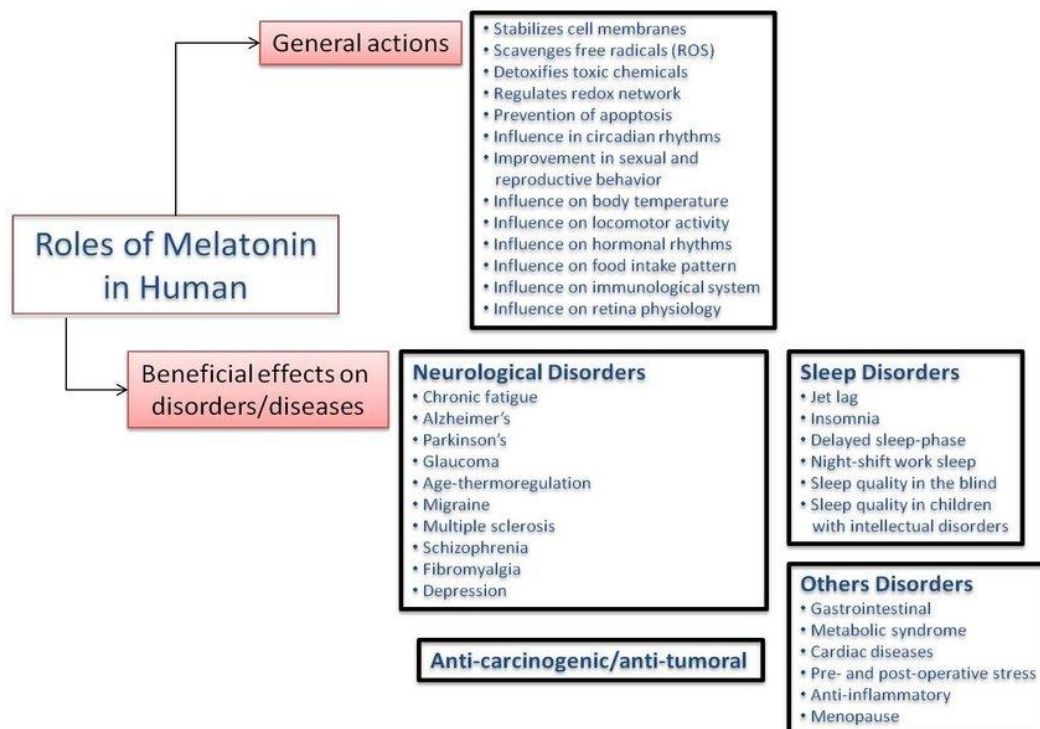 General actions
• Stabilizes cell membranes
• Scavenges free radicals (ROS)
• Detoxifies toxic chemicals
• Regulates redox network
• Prevention of apoptosis
• Influence in circadian rhythms
• Improvement in sexual and
reproductive behavior
• Influence on body temperature
• Influence on locomotor activity
• Influence on hormonal rhythms
• Influence on food intake pattern
• Influence on immunological system
• Influence on retina physiology
Roles of Melatonin
in Human
Beneficial effects on
disorders/diseases
Neurological Disorders
• Chronic fatigue
• Alzheimer's
• Parkinson's
• Glaucoma
• Age-thermoregulation
• Migraine
• Multiple sclerosis
• Schizophrenia
• Fibromyalgia
• Depression
Sleep Disorders
• Jet lag
• Insomnia
• Delayed sleep-phase
• Night-shift work sleep
• Sleep quality in the blind
• Sleep quality in children
with intellectual disorders
Anti-carcinogenic/anti-tumoral
Others Disorders
• Gastrointestinal
• Metabolic syndrome
• Cardiac diseases
• Pre- and post-operative stress
• Anti-inflammatory
• Menopause